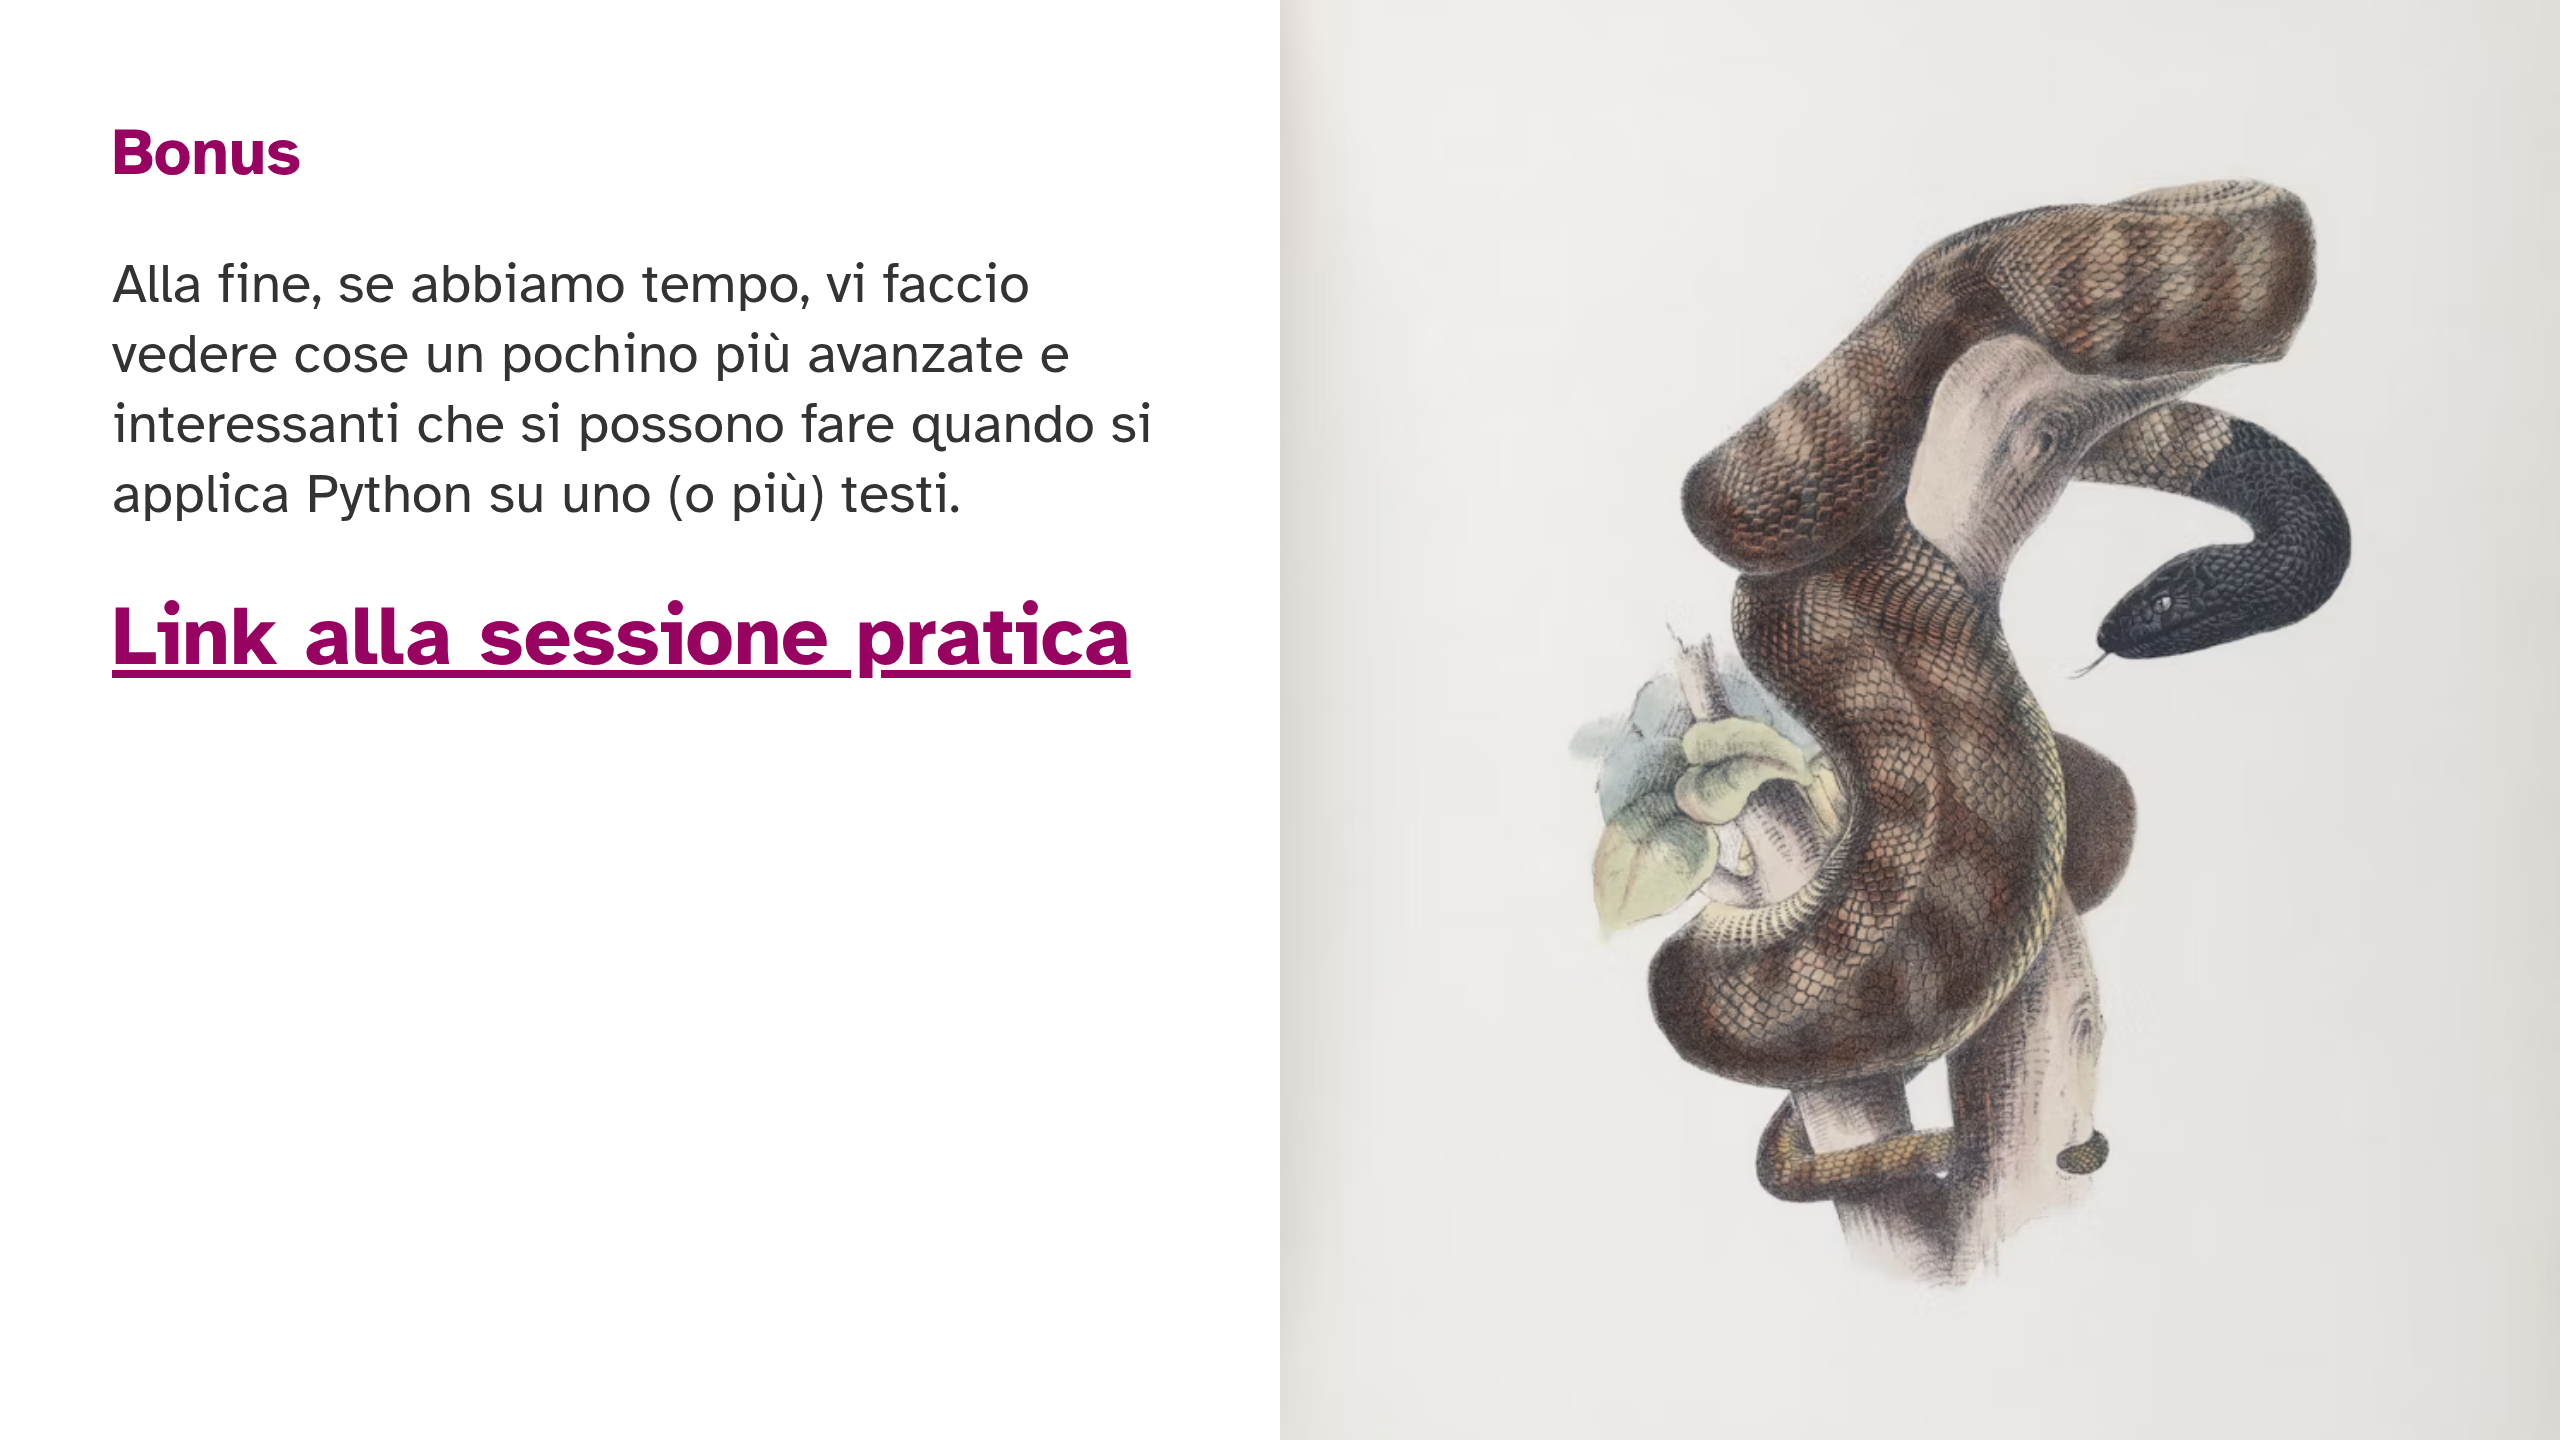 Bonus
Alla fine, se abbiamo tempo, vi faccio
vedere cose un pochino più avanzate e
interessanti che si possono fare quando si
applica Python su uno (o più) testi.
Link alla sessione pratica